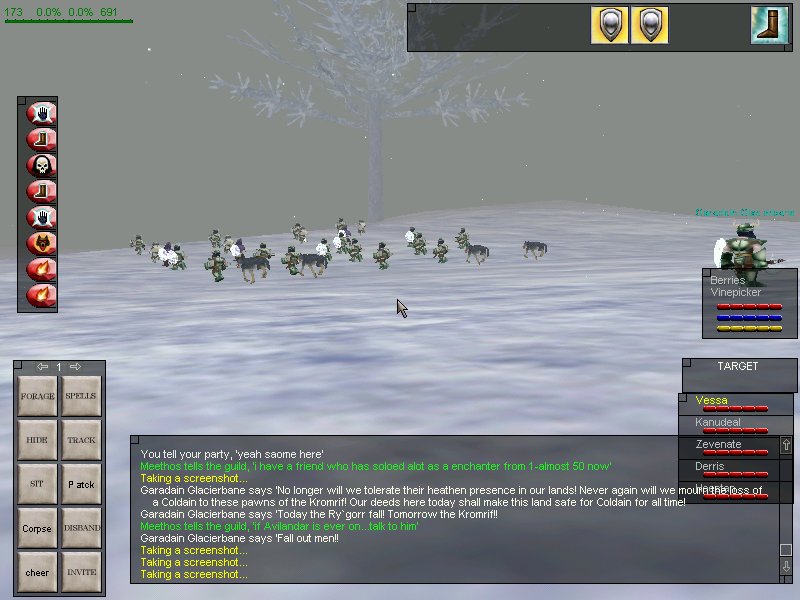 173 0.0% 0.0% 691
Berries
Vinepicker
1
FORAGE SPELLS
HIDE TRACK
SIT P atck
Corpse DISBAND
cheer INVITE
TARGET
Vessa
Kanudeal
Zevenate
Derris
You tell your party, 'yeah saome here'
Meethos tells the guild, 'i have a friend who has soloed alot as a enchanter from 1-almost 50 now'
Taking a screenshot...
Garadain Glacierbane says 'No longer will we tolerate their heathen presence in our lands! Never again will we mourn the loss of
a Coldain to these pawns of the Kromrif! Our deeds here today shall make this land safe for Coldain for all time!
Garadain Glacierbane says 'Today the Ry` gorr fall! Tomorrow the Kromrif!!
Meethos tells the guild, 'if Avilandar is ever on...talk to him'
Garadain Glacierbane says 'Fall out men!!
Taking a screenshot...
Taking a screenshot...
Taking a screenshot...